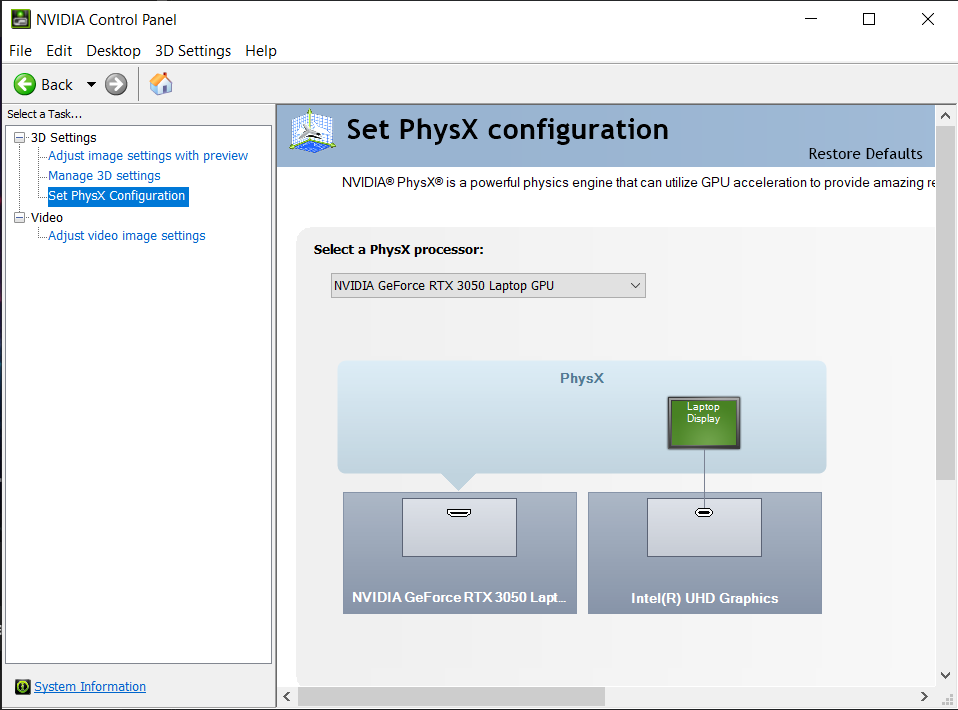 NVIDIA Control Panel
File Edit Desktop 3D Settings Help
Back
Select a Task...
3D Settings
Adjust image settings with preview
Manage 3D settings
Set PhysX Configuration
Video
Adjust video image settings
System Information
Set PhysX configuration
Restore Defaults
NVIDIA® PhysX® is a powerful physics engine that can utilize GPU acceleration to provide amazing re
Select a PhysX processor:
NVIDIA GeForce RTX 3050 Laptop GPU
PhysX
Laptop
Display
NVIDIA GeForce RTX 3050 Lapt...
Intel(R) UHD Graphics